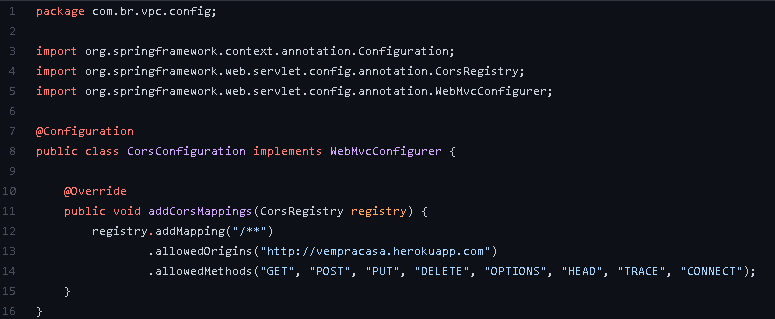 1 package com.br.vpc.config;
2
3 import org.springframework.context.annotation.Configuration;
4 import org.springframework.web.servlet.config.annotation.CorsRegistry;
5 import org.springframework.web.servlet.config.annotation.WebMvcConfigurer;
6
7 @Configuration
8 public class CorsConfiguration implements WebMvcConfigurer {
9
10     @Override
11     public void addCorsMappings(CorsRegistry registry) {
12         registry.addMapping("/**")
13                 .allowedOrigins("http://vempracasa.herokuapp.com")
14                 .allowedMethods("GET", "POST", "PUT", "DELETE", "OPTIONS", "HEAD", "TRACE", "CONNECT");
15     }
16 }